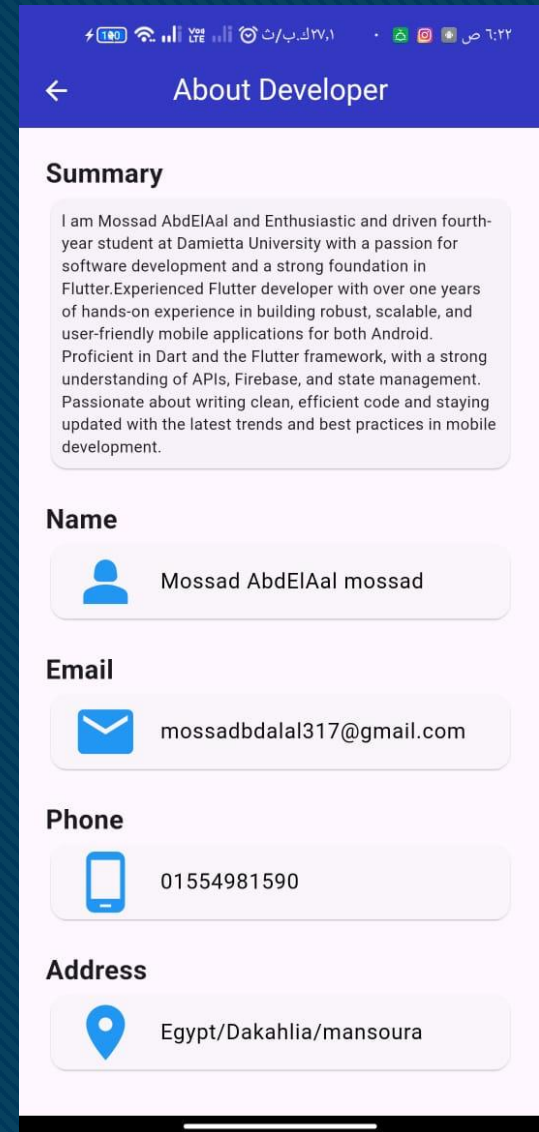 ٢٧,١ك.ب/ث · ٦:٢٢ ص
Vo9 LTE
100
About Developer
Summary
I am Mossad AbdElAal and Enthusiastic and driven fourth-
year student at Damietta University with a passion for
software development and a strong foundation in
Flutter.Experienced Flutter developer with over one years
of hands-on experience in building robust, scalable, and
user-friendly mobile applications for both Android.
Proficient in Dart and the Flutter framework, with a strong
understanding of APIs, Firebase, and state management.
Passionate about writing clean, efficient code and staying
updated with the latest trends and best practices in mobile
development.
Name
Mossad AbdElAal mossad
Email
mossadbdalal317@gmail.com
Phone
01554981590
Address
Egypt/Dakahlia/mansoura